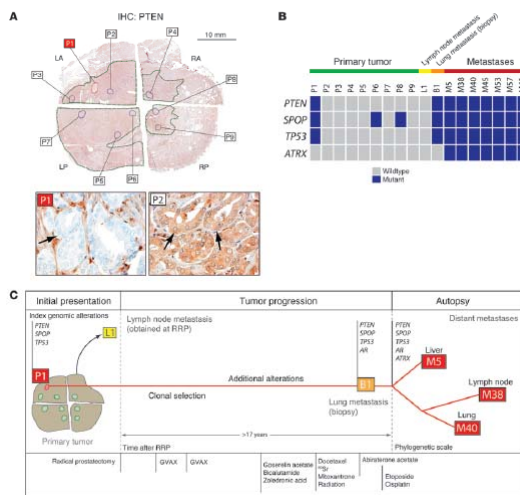 A
IHC: PTEN
P1
P2
P4
10 mm
LA
RA
P3
P8
P7
P9
LP
P5
P6
RP
P1
P2
B
Lymph node metastasis
Lung metastasis (biopsy)
Primary tumor
Metastases
P1 P2 P3 P4 P5 P6 P7 P8 P9 L1 B1 M5 M38 M40 M45 M53 M57
PTEN
SPOP
TP53
ATRX
Wildtype
Mutant
C
Initial presentation
Tumor progression
Autopsy
Index genomic alterations
PTEN
SPOP
TP53
L1
Lymph node metastasis
(obtained at RRP)
PTEN
SPOP
TP53
AR
PTEN
SPOP
TP53
AR
ATRX
Distant metastases
Liver
M5
P1
Additional alterations
B1
Clonal selection
Lung metastasis
(biopsy)
Lymph node
M38
Lung
M40
Primary tumor
>17 years
Time after RRP
Phylogenetic scale
Radical prostatectomy
GVAX
GVAX
Goserelin acetate
Bicalutamide
Zoledronic acid
Docetaxel
Mitoxantrone
Radiation
Abiraterone acetate
Etoposide
Cisplatin